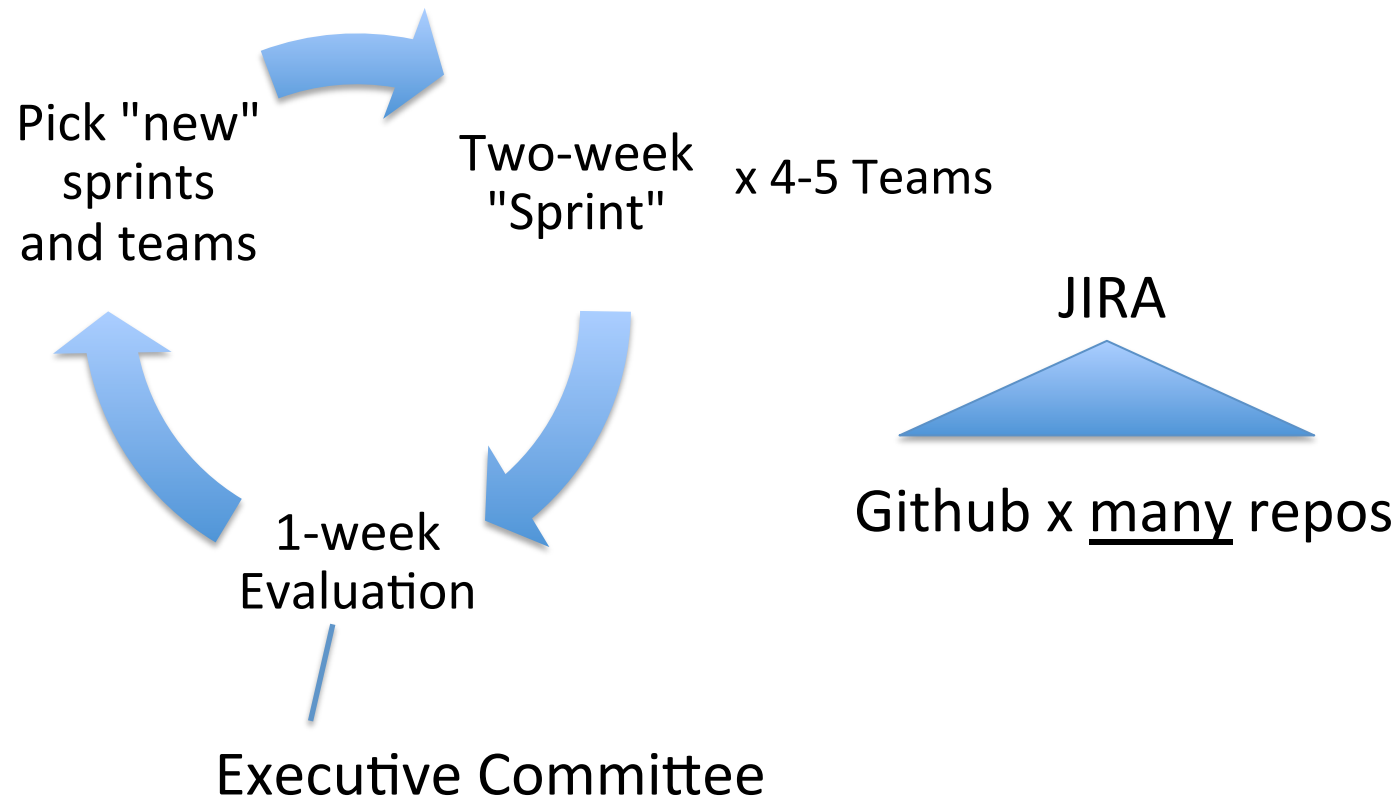 Pick "new"
sprints
and teams
Two-week
"Sprint"
x 4-5 Teams
JIRA
Github x many repos
1-week
Evaluation
Executive Committee